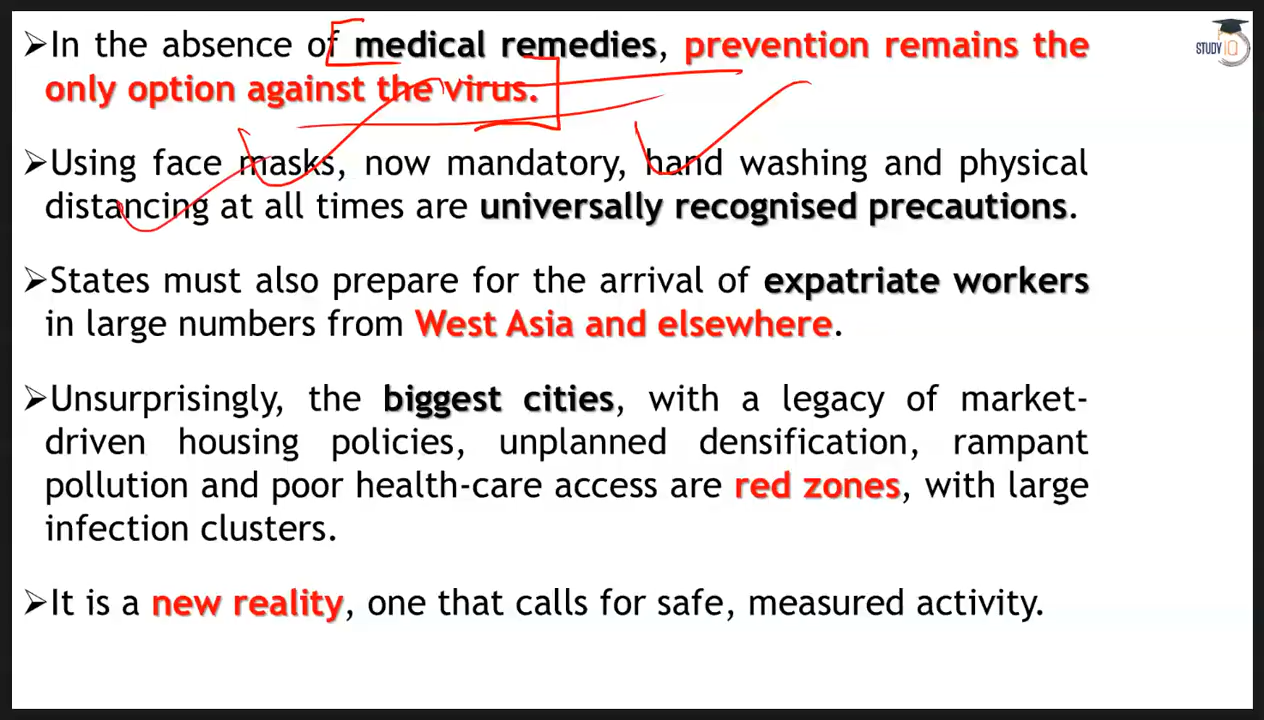 ➢In the absence of medical remedies, prevention remains the
only option against the virus.
➢Using face masks, now mandatory, hand washing and physical
distancing at all times are universally recognised precautions.
➢States must also prepare for the arrival of expatriate workers
in large numbers from West Asia and elsewhere.
➢Unsurprisingly, the biggest cities, with a legacy of market-
driven housing policies, unplanned densification, rampant
pollution and poor health-care access are red zones, with large
infection clusters.
➢It is a new reality, one that calls for safe, measured activity.
STUDY IQ